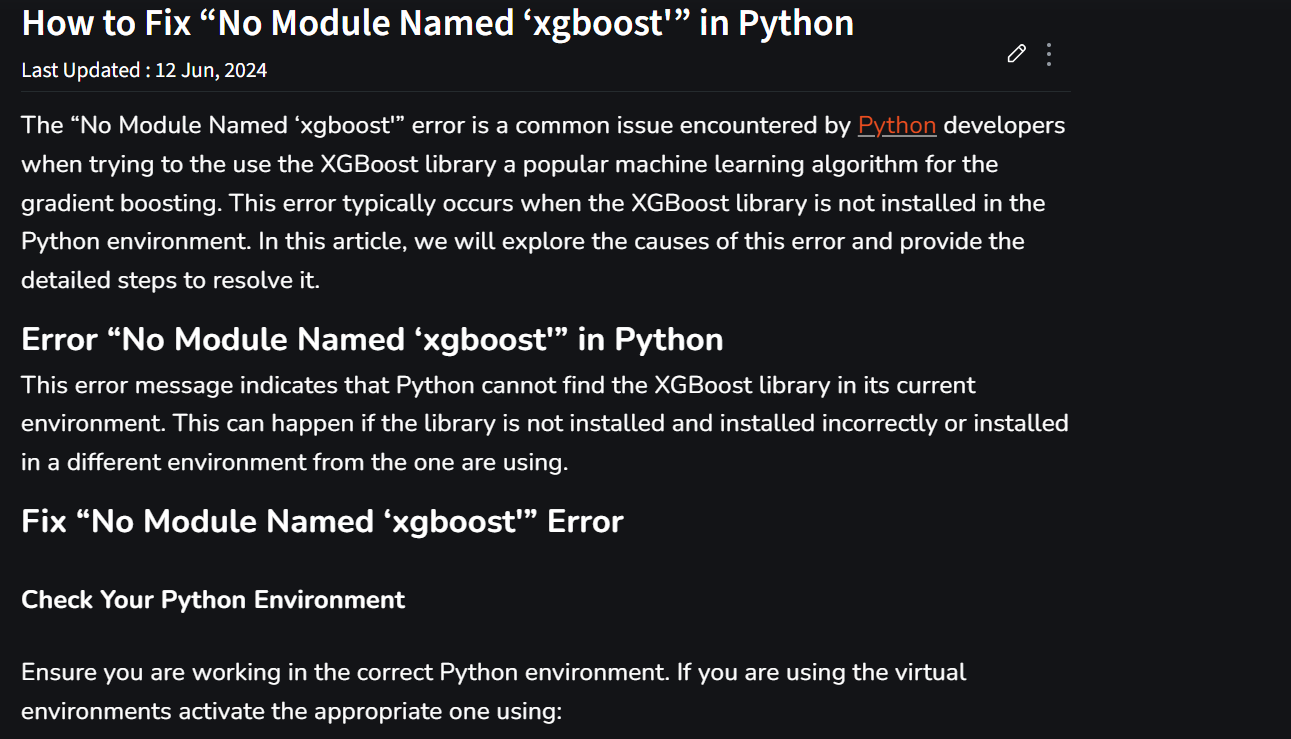 How to Fix “No Module Named ‘xgboost'” in Python
Last Updated : 12 Jun, 2024
The “No Module Named ‘xgboost'” error is a common issue encountered by Python developers
when trying to the use the XGBoost library a popular machine learning algorithm for the
gradient boosting. This error typically occurs when the XGBoost library is not installed in the
Python environment. In this article, we will explore the causes of this error and provide the
detailed steps to resolve it.
Error “No Module Named ‘xgboost'” in Python
This error message indicates that Python cannot find the XGBoost library in its current
environment. This can happen if the library is not installed and installed incorrectly or installed
in a different environment from the one are using.
Fix “No Module Named ‘xgboost'” Error
Check Your Python Environment
Ensure you are working in the correct Python environment. If you are using the virtual
environments activate the appropriate one using: